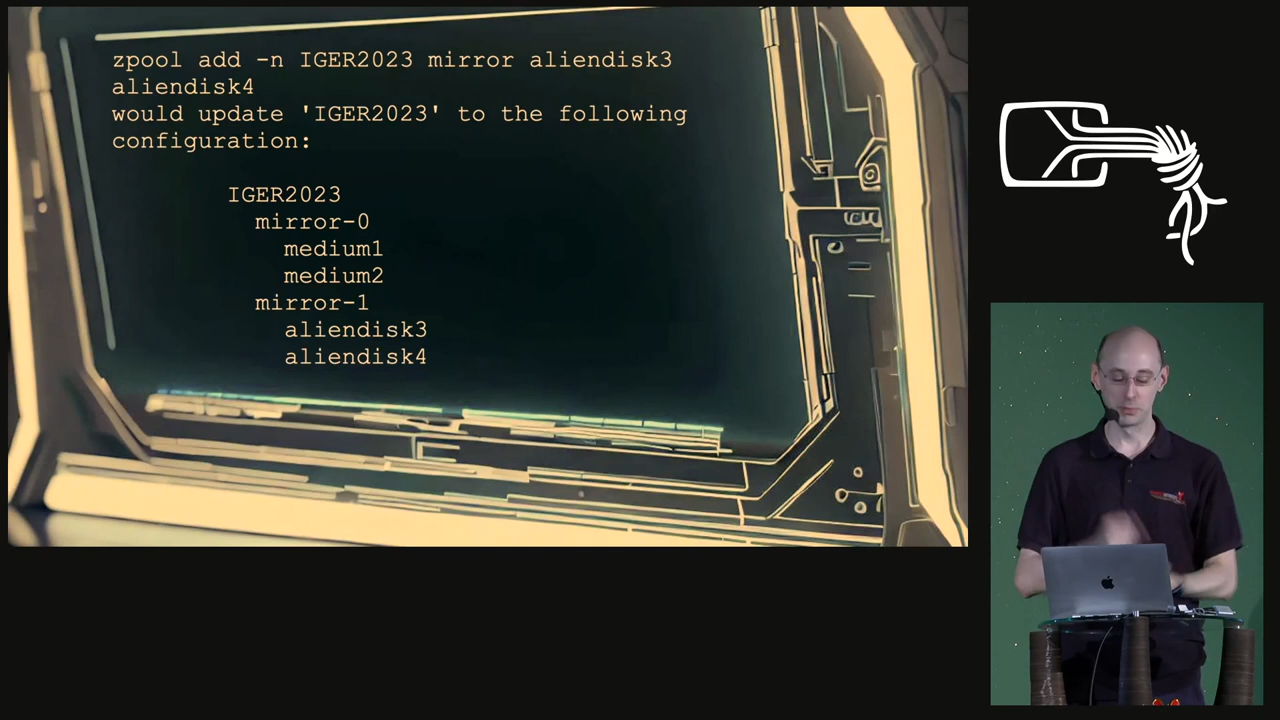 zpool add -n IGER2023 mirror aliendisk3
aliendisk4
would update 'IGER2023' to the following
configuration:
IGER2023
mirror-0
medium1
medium2
mirror-1
aliendisk3
aliendisk4